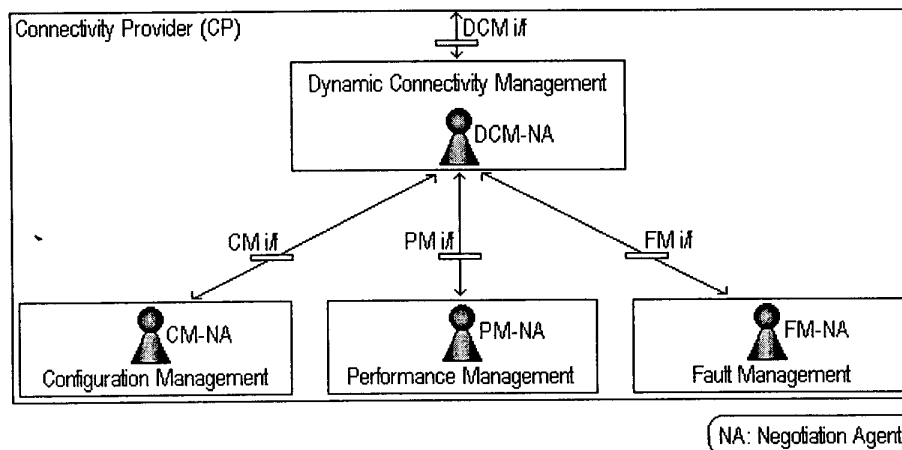 Connectivity Provider (CP)
DCM i/f
Dynamic Connectivity Management
DCM-NA
CM i/f
PM i/f
FM i/f
CM-NA
PM-NA
FM-NA
Configuration Management
Performance Management
Fault Management
NA: Negotiation Agent